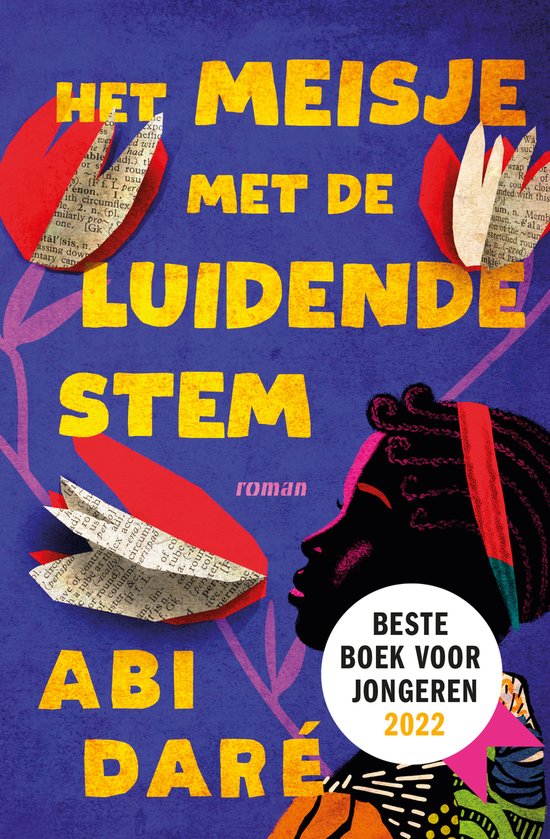 HET MEISJE
MET DE
LUIDENDE
STEM
roman
ABI
DARÉ
BESTE
BOEK VOOR
JONGEREN
2022